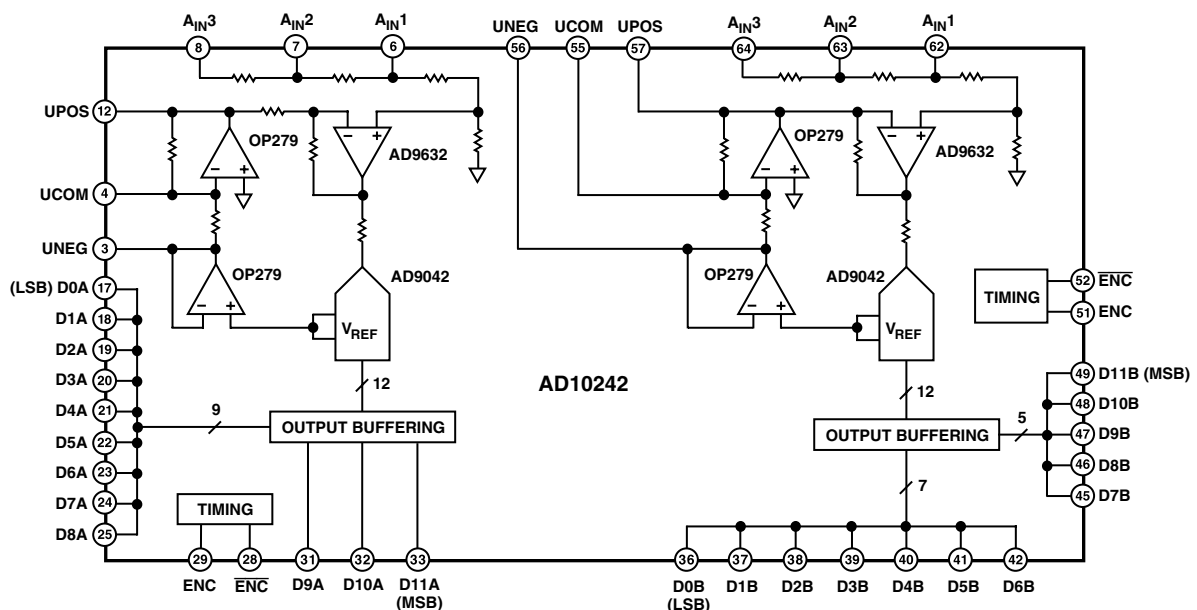 AIN3 AIN2 AIN1 UNEG UCOM UPOS AIN3 AIN2 AIN1
8 7 6 56 55 57 64 63 62
UPOS 12
OP279
AD9632
OP279
AD9632
− + − + − + − +
UCOM 4
UNEG 3
OP279
AD9042
OP279
AD9042
− + − +
VREF
VREF
TIMING
52 ENC
51 ENC
(LSB) D0A 17
D1A 18
D2A 19
D3A 20
D4A 21
D5A 22
D6A 23
D7A 24
D8A 25
12
AD10242
12
9
OUTPUT BUFFERING
OUTPUT BUFFERING
5
7
49 D11B (MSB)
48 D10B
47 D9B
46 D8B
45 D7B
TIMING
29 28 31 32 33 36 37 38 39 40 41 42
ENC ENC D9A D10A D11A D0B D1B D2B D3B D4B D5B D6B
(MSB) (LSB)